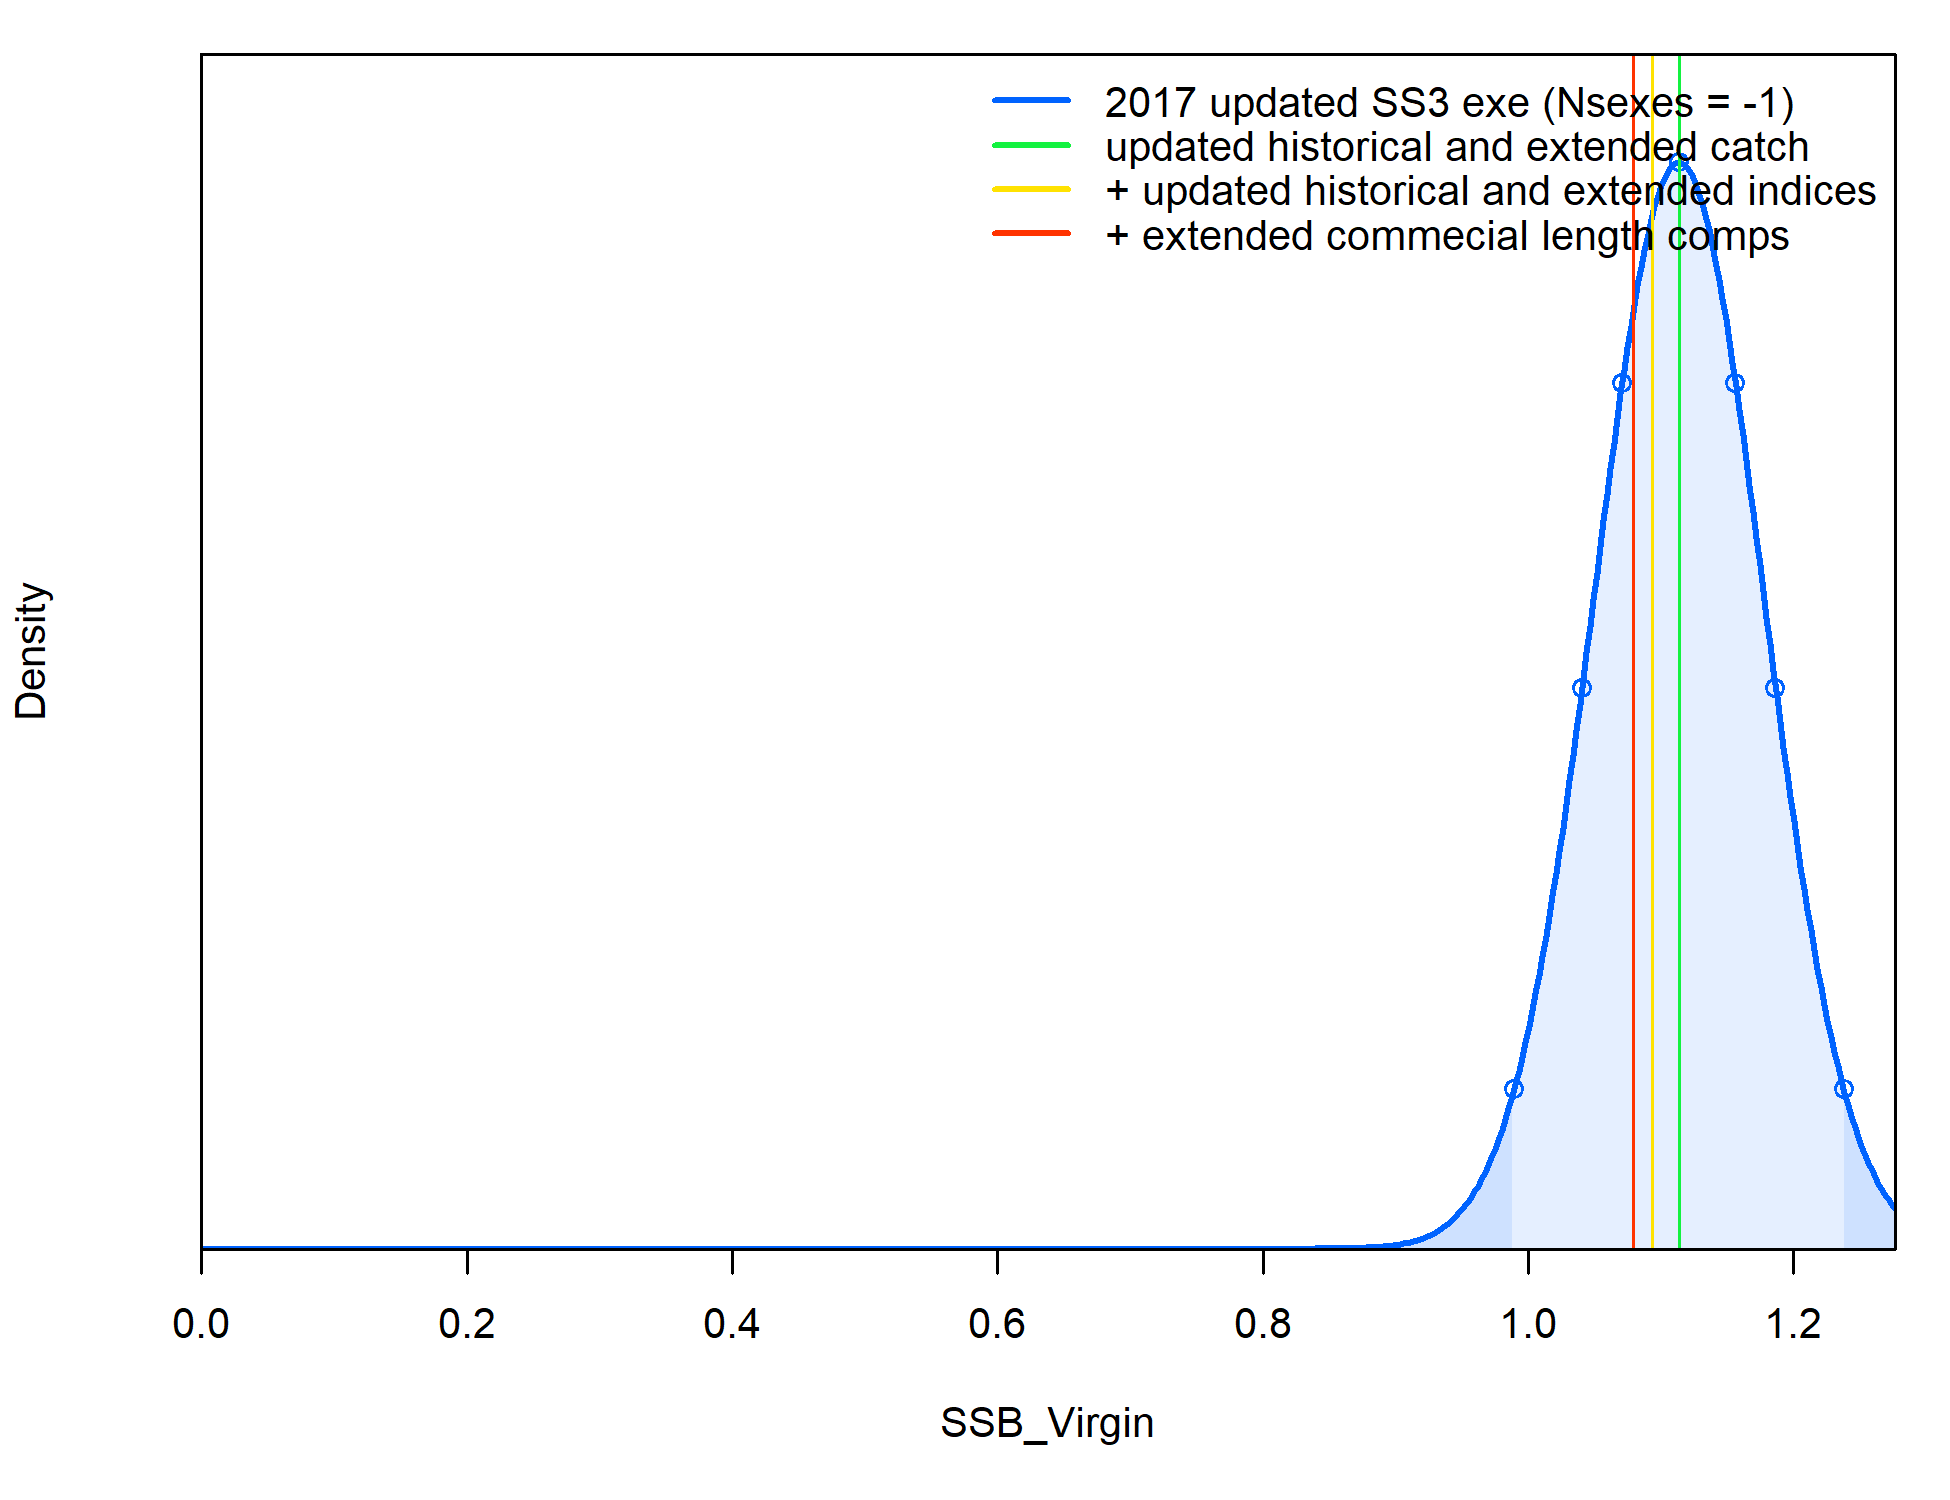 2017 updated SS3 exe (Nsexes = -1)
updated historical and extended catch
+ updated historical and extended indices
+ extended commecial length comps
Density
0.0 0.2 0.4 0.6 0.8 1.0 1.2
SSB_Virgin